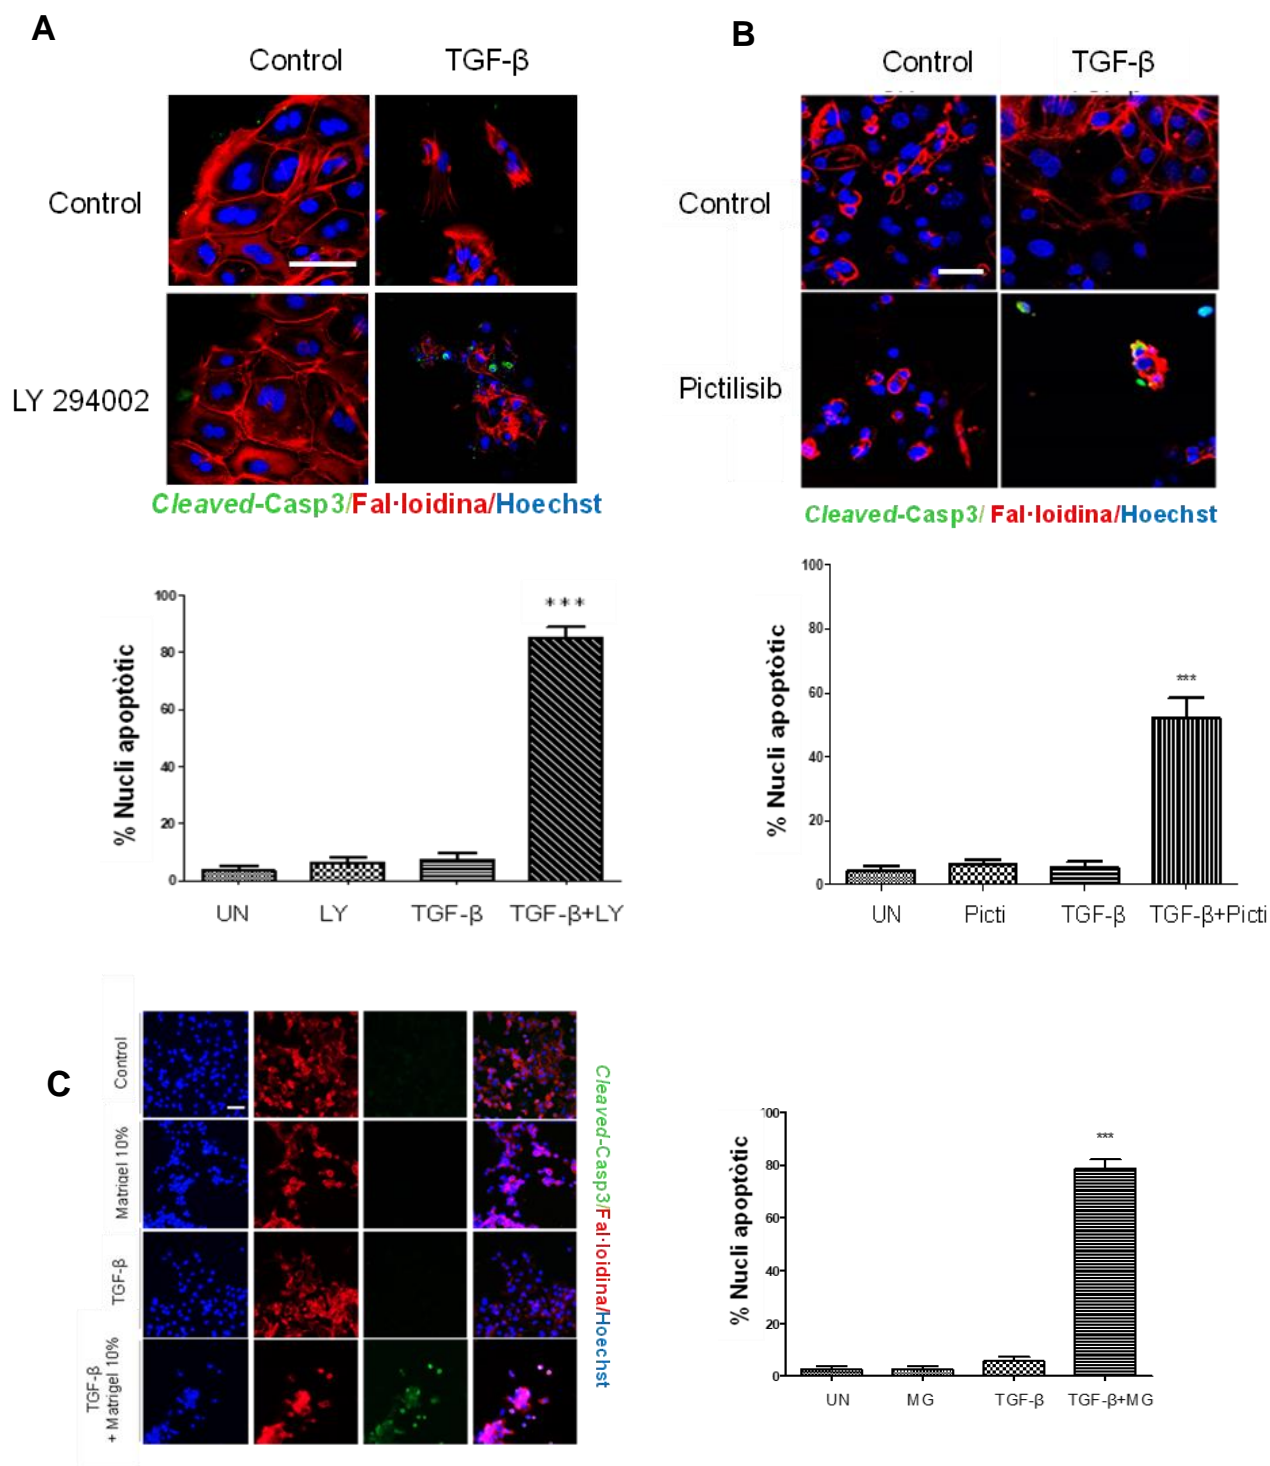 A
Control TGF-β
Control
LY 294002
Cleaved-Casp3/Fal·loidina/Hoechst
% Nucli apoptòtic
100
80
60
40
20
0
***
UN LY TGF-β TGF-β+LY
B
Control TGF-β
Control
Pictilisib
Cleaved-Casp3/ Fal·loidina/Hoechst
% Nucli apoptòtic
100
80
60
40
20
0
***
UN Picti TGF-β TGF-β+Picti
C
Control
Matrigel 10%
TGF-β
TGF-β
+ Matrigel 10%
Cleaved-Casp3/Fal·loidina/Hoechst
% Nucli apoptòtic
100
80
60
40
20
0
***
UN MG TGF-β TGF-β+MG